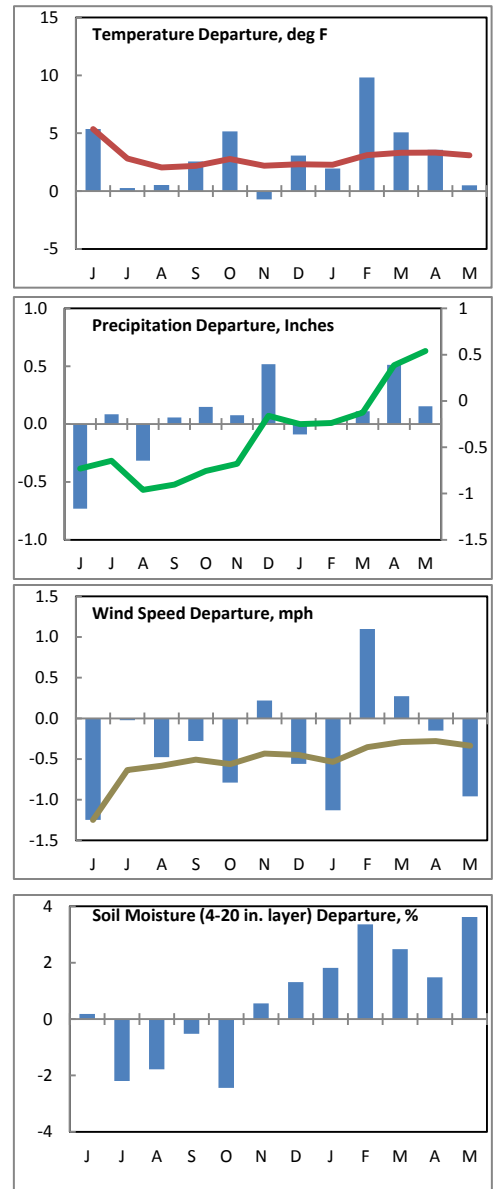 Temperature Departure, deg F
15
10
5
0
-5
J J A S O N D J F M A M
Precipitation Departure, Inches
1.0 1
0.5 0.5
0.0 0
-0.5 -0.5
-1
-1.0 -1.5
J J A S O N D J F M A M
Wind Speed Departure, mph
1.5
1.0
0.5
0.0
-0.5
-1.0
-1.5
J J A S O N D J F M A M
Soil Moisture (4-20 in. layer) Departure, %
4
2
0
-2
-4
J J A S O N D J F M A M